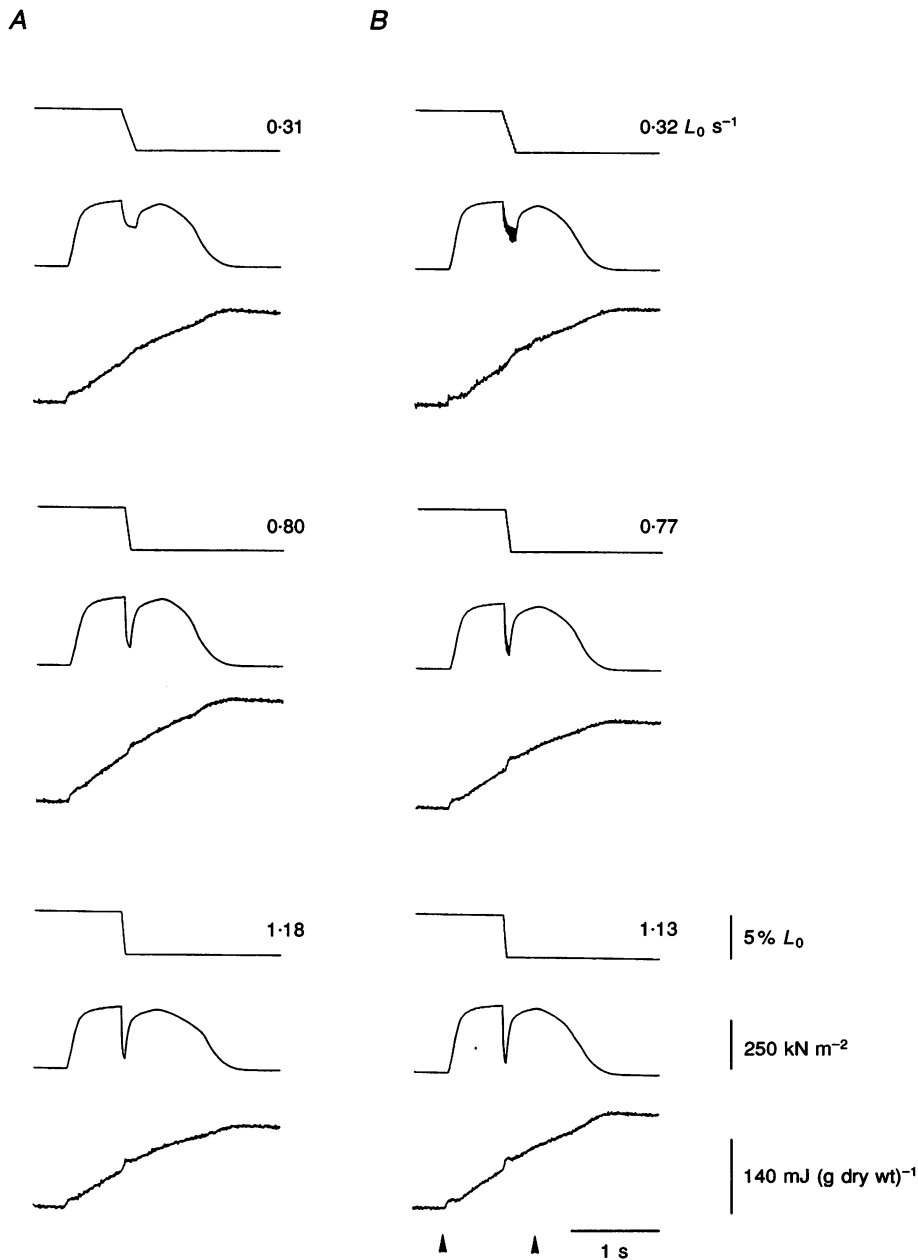 A
B
0·31
0·32 L₀ s⁻¹
0·80
0·77
1·18
1·13
5% L₀
250 kN m⁻²
140 mJ (g dry wt)⁻¹
1 s